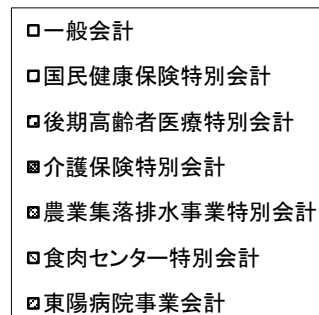 一般会計
国民健康保険特別会計
後期高齢者医療特別会計
介護保険特別会計
農業集落排水事業特別会計
食肉センター特別会計
東陽病院事業会計